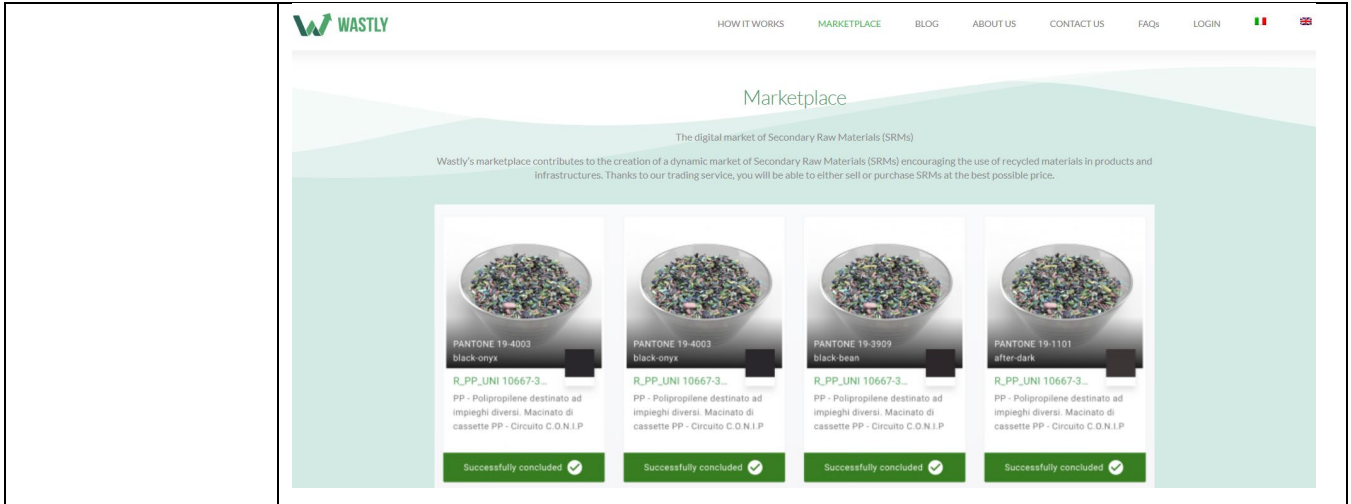 WASTLY
HOW IT WORKS MARKETPLACE BLOG ABOUT US CONTACT US FAQs LOGIN
Marketplace
The digital market of Secondary Raw Materials (SRMs)
Wastly's marketplace contributes to the creation of a dynamic market of Secondary Raw Materials (SRMs) encouraging the use of recycled materials in products and
infrastructures. Thanks to our trading service, you will be able to either sell or purchase SRMs at the best possible price.
PANTONE 19-4003
black-onyx
R_PP_UNI 10667-3...
PP - Polipropilene destinato ad
impieghi diversi. Macinato di
cassette PP - Circuito C.O.N.I.P
Successfully concluded
PANTONE 19-4003
black-onyx
R_PP_UNI 10667-3...
PP - Polipropilene destinato ad
impieghi diversi. Macinato di
cassette PP - Circuito C.O.N.I.P
Successfully concluded
PANTONE 19-3909
black-bean
R_PP_UNI 10667-3...
PP - Polipropilene destinato ad
impieghi diversi. Macinato di
cassette PP - Circuito C.O.N.I.P
Successfully concluded
PANTONE 19-1101
after-dark
R_PP_UNI 10667-3...
PP - Polipropilene destinato ad
impieghi diversi. Macinato di
cassette PP - Circuito C.O.N.I.P
Successfully concluded